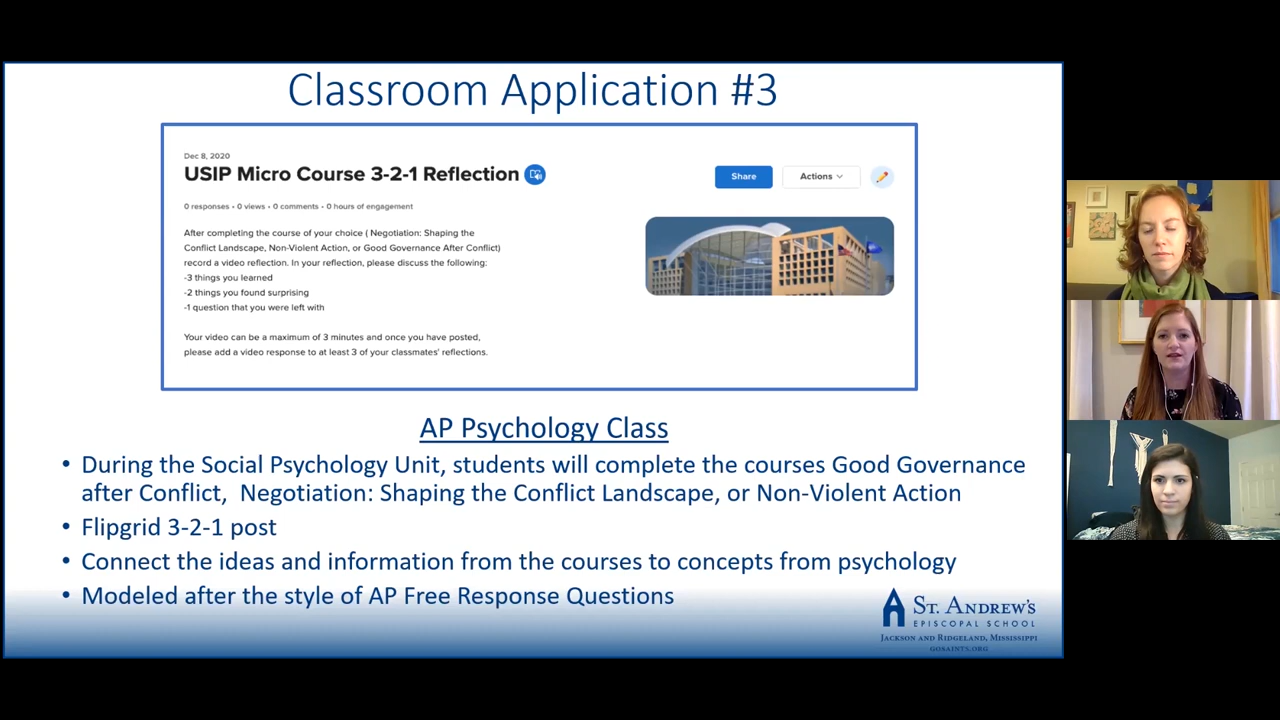 Classroom Application #3
Dec 8, 2020
USIP Micro Course 3-2-1 Reflection
Share
Actions
0 responses • 0 views • 0 comments • 0 hours of engagement
After completing the course of your choice ( Negotiation: Shaping the
Conflict Landscape, Non-Violent Action, or Good Governance After Conflict)
record a video reflection. In your reflection, please discuss the following:
-3 things you learned
-2 things you found surprising
-1 question that you were left with
Your video can be a maximum of 3 minutes and once you have posted,
please add a video response to at least 3 of your classmates' reflections.
AP Psychology Class
• During the Social Psychology Unit, students will complete the courses Good Governance
after Conflict, Negotiation: Shaping the Conflict Landscape, or Non-Violent Action
• Flipgrid 3-2-1 post
• Connect the ideas and information from the courses to concepts from psychology
• Modeled after the style of AP Free Response Questions
St. Andrew's
Episcopal School
Jackson and Ridgeland, Mississippi
gosaints.org